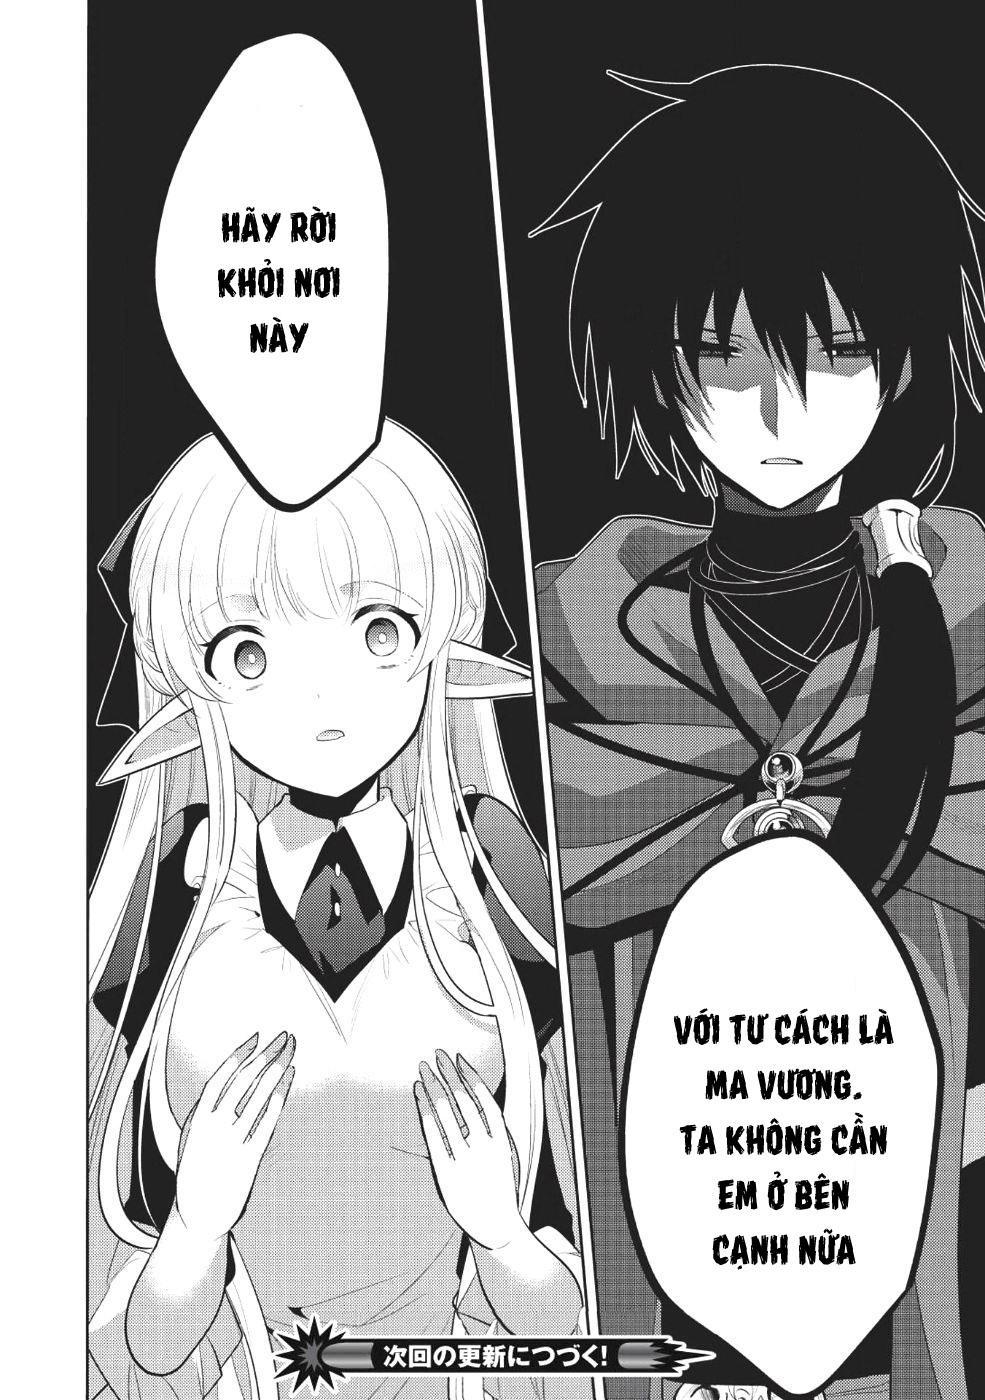 VỚI TƯ CÁCH LÀ
MA VƯƠNG.
TA KHÔNG CẦN
EM Ở BÊN
CẠNH NỮA
HÃY RỜI
KHỎI NƠI
NÀY
次回の更新につづく!